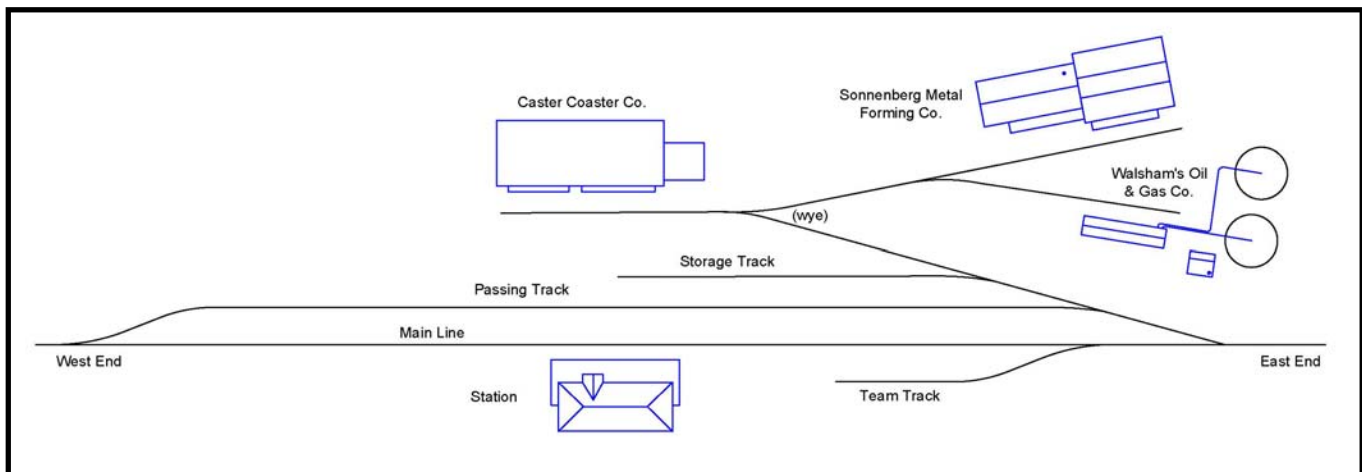 Caster Coaster Co.
Sonnenberg Metal
Forming Co.
Walsham's Oil
& Gas Co.
(wye)
Storage Track
Passing Track
Main Line
West End
East End
Station
Team Track